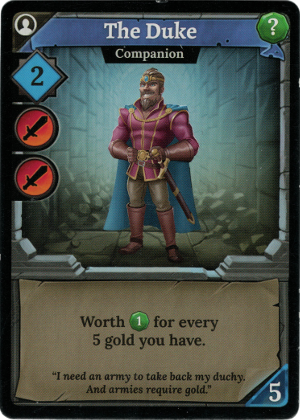 The Duke
?
Companion
2
Worth 1 for every
5 gold you have.
"I need an army to take back my duchy.
And armies require gold."
5